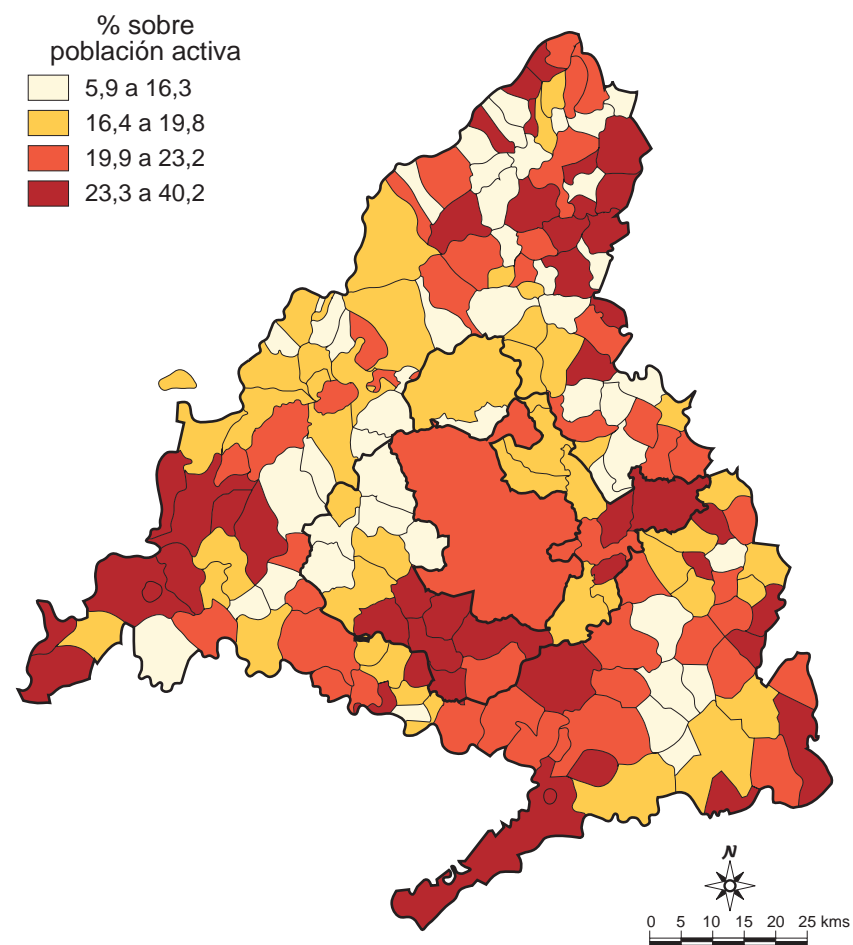 % sobre
población activa
5,9 a 16,3
16,4 a 19,8
19,9 a 23,2
23,3 a 40,2
N
0 5 10 15 20 25 kms